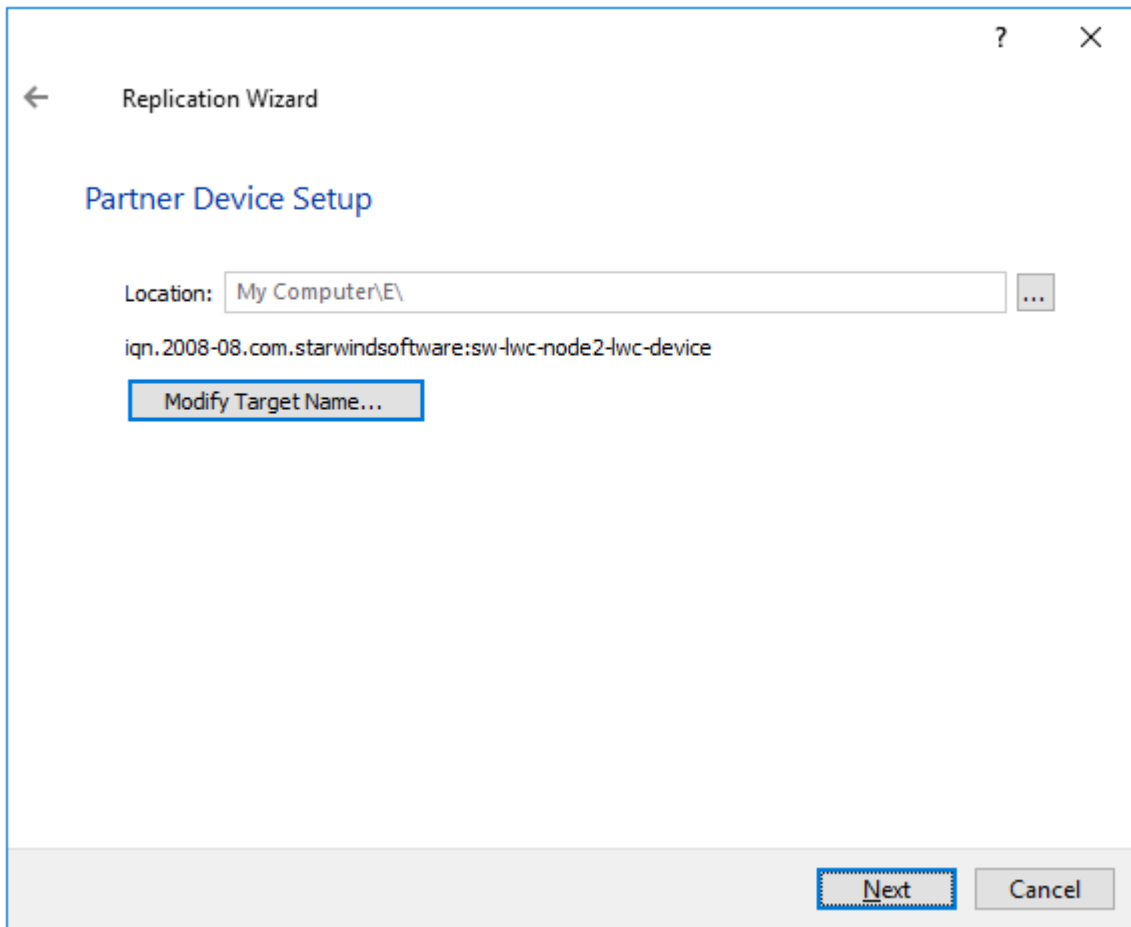 ?
Replication Wizard
Partner Device Setup
Location: My Computer\E\ ...
iqn.2008-08.com.starwindsoftware:sw-lwc-node2-lwc-device
Modify Target Name...
Next Cancel